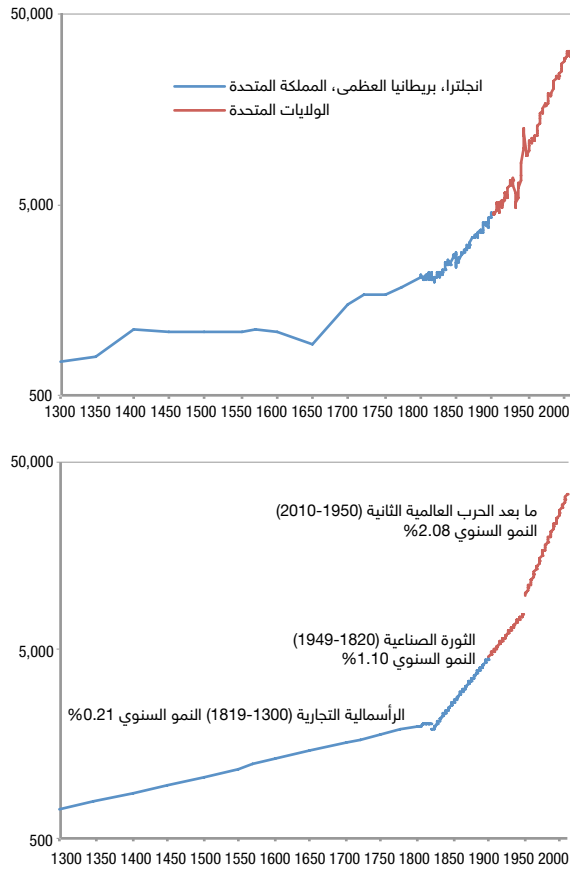 50,000
انجلترا، بريطانيا العظمى، المملكة المتحدة
الولايات المتحدة
5,000
500
1300 1350 1400 1450 1500 1550 1600 1650 1700 1750 1800 1850 1900 1950 2000
50,000
ما بعد الحرب العالمية الثانية (1950-2010)
النمو السنوي 2.08%
الثورة الصناعية (1820-1949)
النمو السنوي 1.10%
5,000
الرأسمالية التجارية (1300-1819) النمو السنوي 0.21%
500
1300 1350 1400 1450 1500 1550 1600 1650 1700 1750 1800 1850 1900 1950 2000